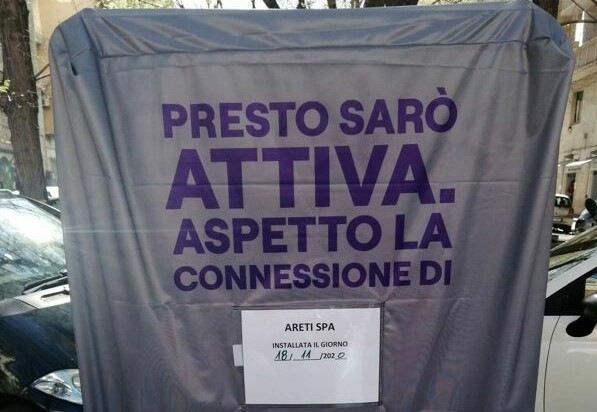 PRESTO SARÒ
ATTIVA.
ASPETTO LA
CONNESSIONE DI
ARETI SPA
INSTALLATA IL GIORNO
18/11/2020